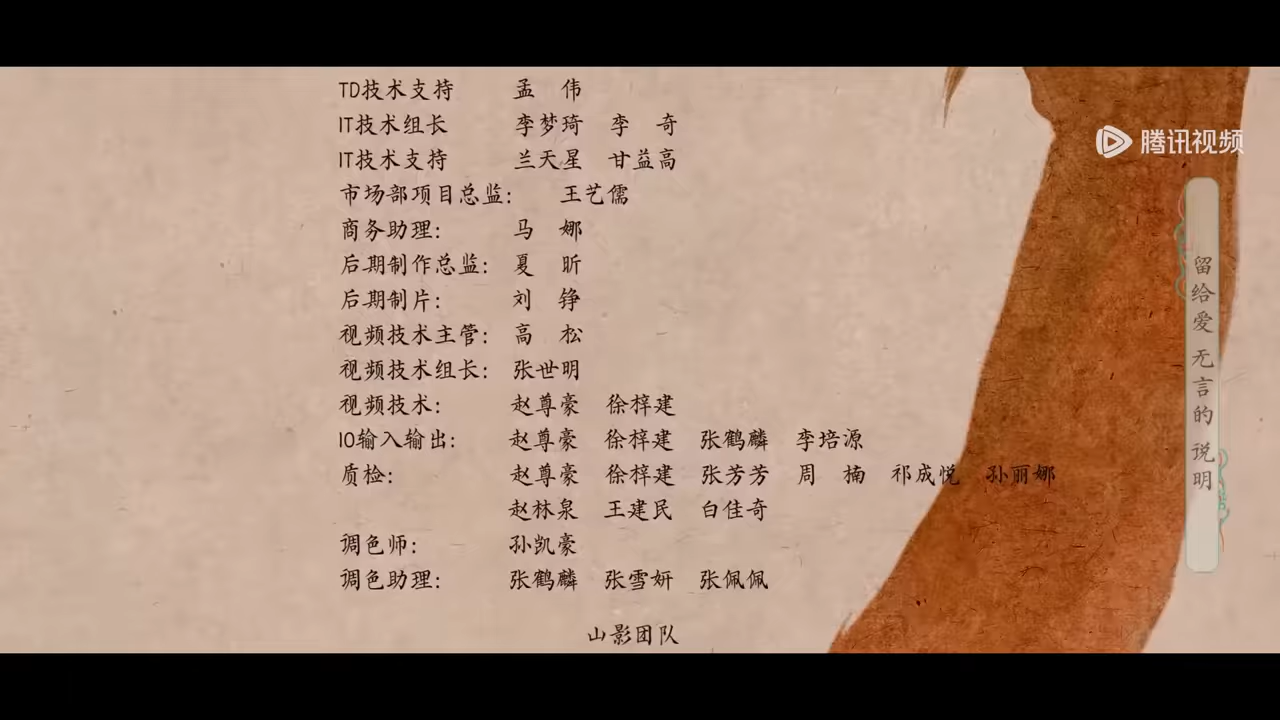 TD技术支持 孟 伟
IT技术组长 李梦琦 李 奇
IT技术支持 兰天星 甘益高
市场部项目总监: 王艺儒
商务助理: 马 娜
后期制作总监: 夏 昕
后期制片: 刘 铮
视频技术主管: 高 松
视频技术组长: 张世明
视频技术: 赵尊豪 徐梓建
IO输入输出: 赵尊豪 徐梓建 张鹤麟 李培源
质检: 赵尊豪 徐梓建 张芳芳 周 楠 祁成悦 孙丽娜
赵林泉 王建民 白佳奇
调色师: 孙凯豪
调色助理: 张鹤麟 张雪妍 张佩佩
山影团队
腾讯视频
留给爱 无言的 说明